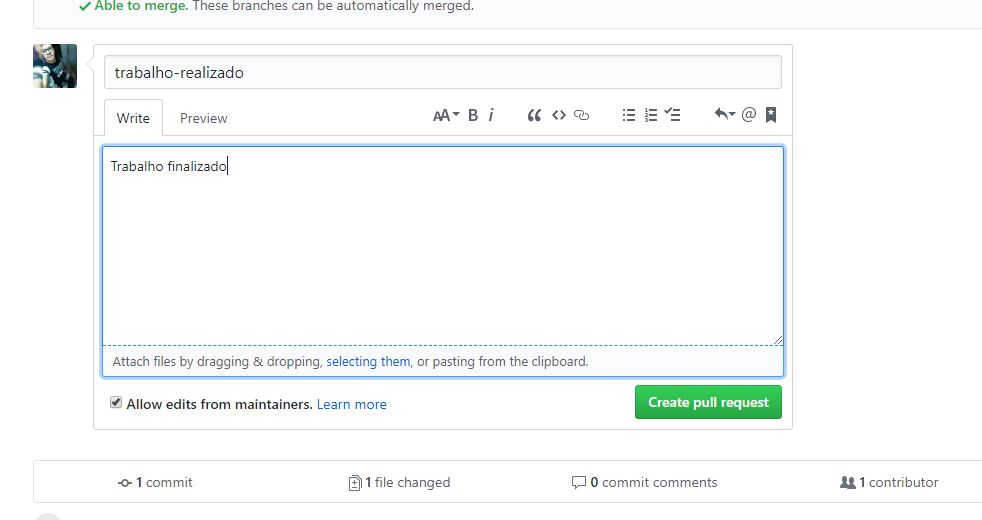 Able to merge. These branches can be automatically merged.
trabalho-realizado
Write Preview AA B i @
Trabalho finalizado
Attach files by dragging & dropping, selecting them, or pasting from the clipboard.
Allow edits from maintainers. Learn more Create pull request
1 commit 1 file changed 0 commit comments 1 contributor